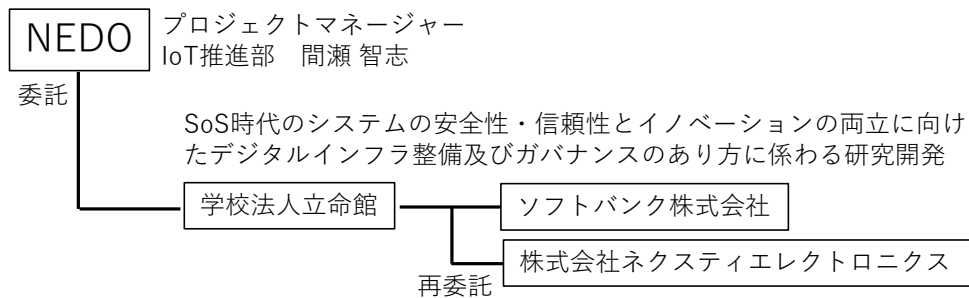 NEDO
プロジェクトマネージャー
IoT推進部　間瀬 智志
委託
SoS時代のシステムの安全性・信頼性とイノベーションの両立に向け
たデジタルインフラ整備及びガバナンスのあり方に係わる研究開発
学校法人立命館
ソフトバンク株式会社
株式会社ネクスティエレクトロニクス
再委託